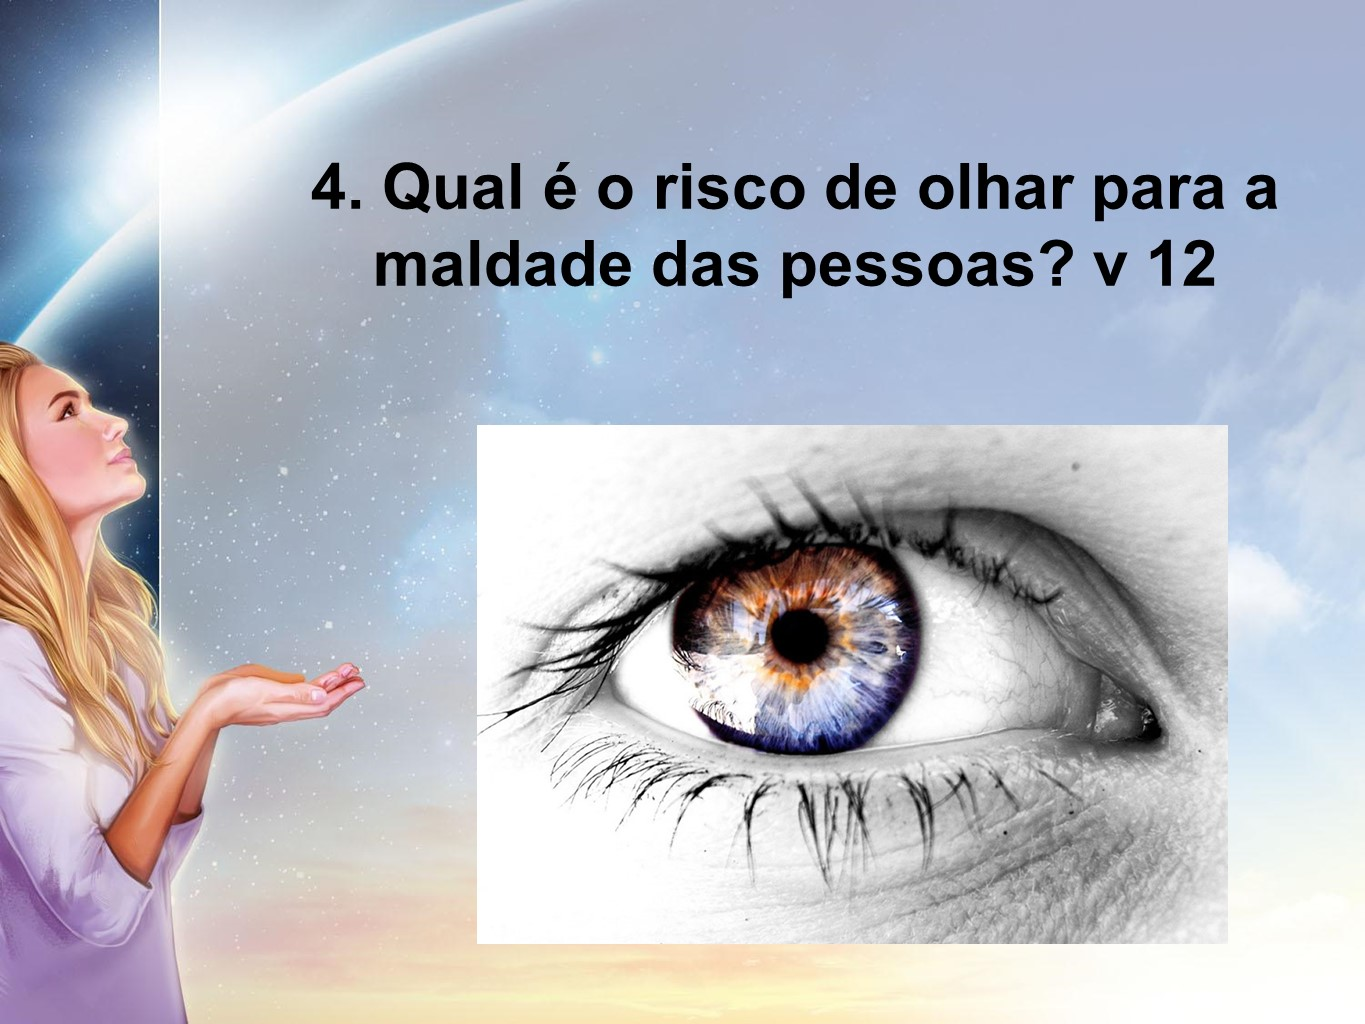 4. Qual é o risco de olhar para a
maldade das pessoas? v 12